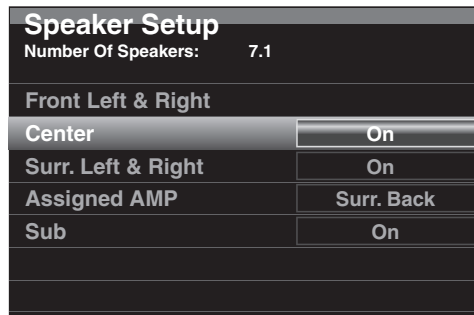 Speaker Setup
Number Of Speakers: 7.1
Front Left & Right
Center On
Surr. Left & Right On
Assigned AMP Surr. Back
Sub On